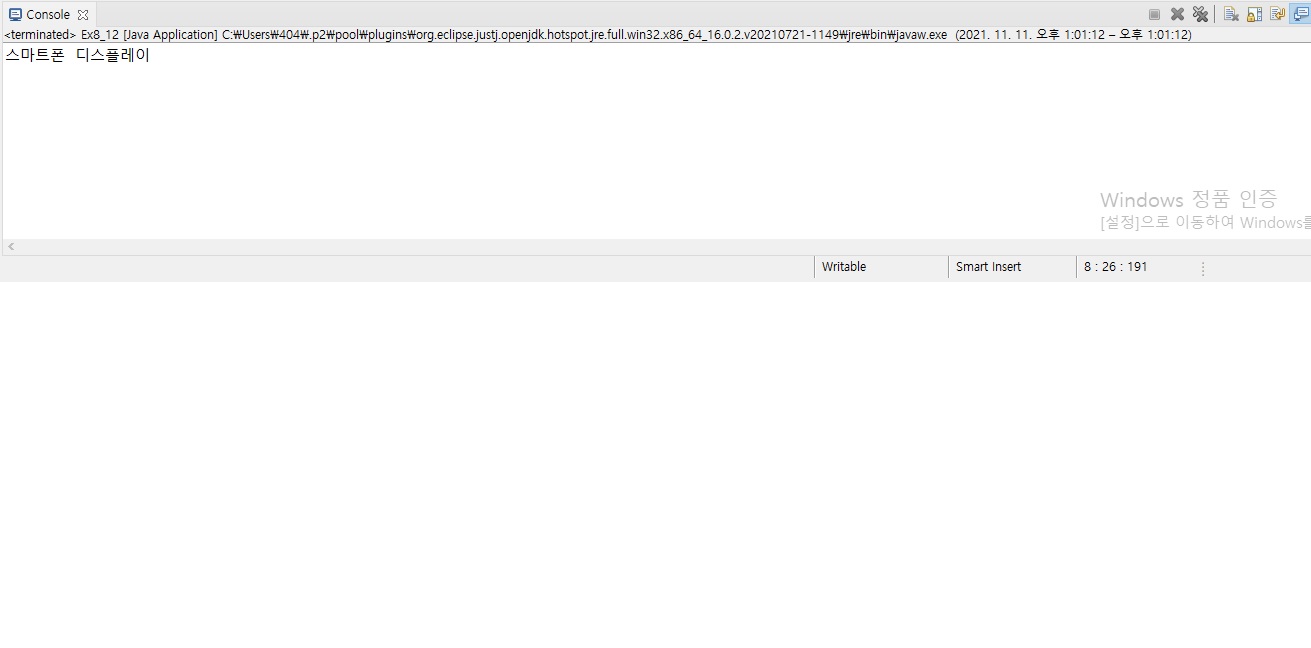 Console
<terminated> Ex8_12 [Java Application] C:₩Users₩404₩.p2₩pool₩plugins₩org.eclipse.justj.openjdk.hotspot.jre.full.win32.x86_64_16.0.2.v20210721-1149₩jre₩bin₩javaw.exe (2021. 11. 11. 오후 1:01:12 – 오후 1:01:12)
스마트폰 디스플레이
Windows 정품 인증
[설정]으로 이동하여 Windows를
Writable Smart Insert 8 : 26 : 191